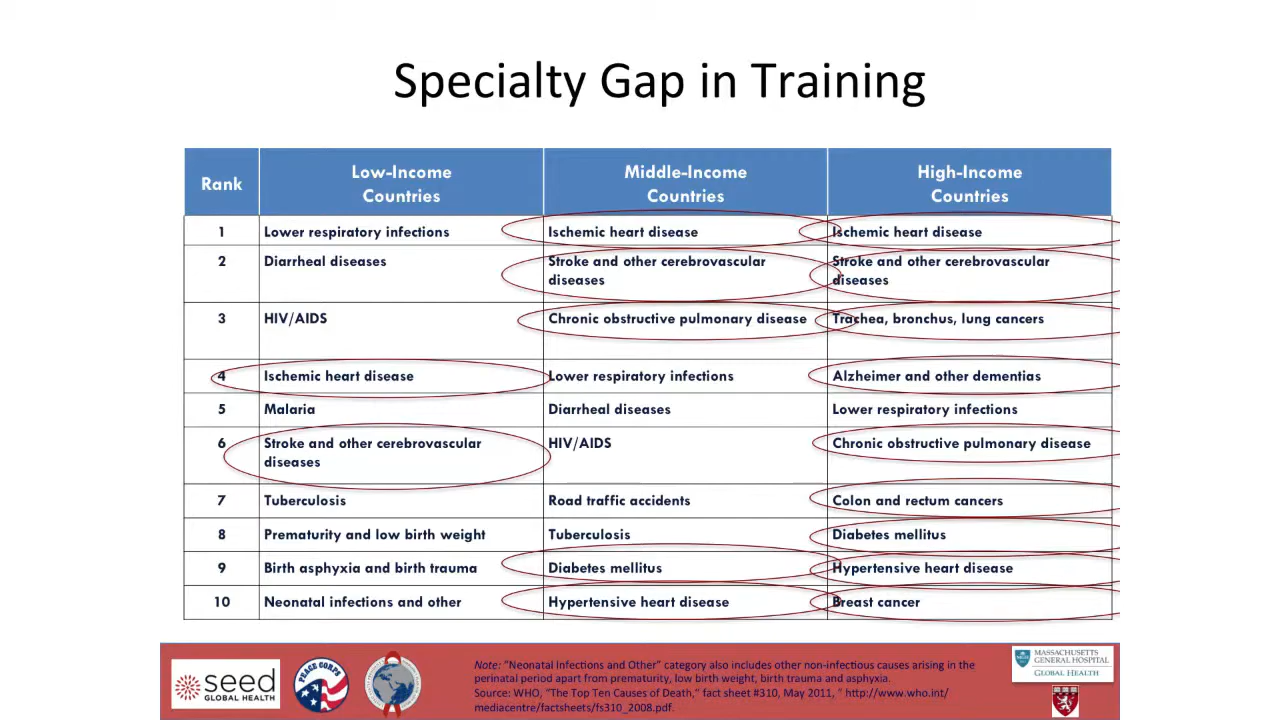 Specialty Gap in Training
Rank
Low-Income
Countries
Middle-Income
Countries
High-Income
Countries
1
Lower respiratory infections
Ischemic heart disease
Ischemic heart disease
2
Diarrheal diseases
Stroke and other cerebrovascular
diseases
Stroke and other cerebrovascular
diseases
3
HIV/AIDS
Chronic obstructive pulmonary disease
Trachea, bronchus, lung cancers
4
Ischemic heart disease
Lower respiratory infections
Alzheimer and other dementias
5
Malaria
Diarrheal diseases
Lower respiratory infections
6
Stroke and other cerebrovascular
diseases
HIV/AIDS
Chronic obstructive pulmonary disease
7
Tuberculosis
Road traffic accidents
Colon and rectum cancers
8
Prematurity and low birth weight
Tuberculosis
Diabetes mellitus
9
Birth asphyxia and birth trauma
Diabetes mellitus
Hypertensive heart disease
10
Neonatal infections and other
Hypertensive heart disease
Breast cancer
seed
GLOBAL HEALTH
PEACE CORPS
Note: "Neonatal Infections and Other" category also includes other non-infectious causes arising in the
perinatal period apart from prematurity, low birth weight, birth trauma and asphyxia.
Source: WHO, "The Top Ten Causes of Death," fact sheet #310, May 2011, " http://www.who.int/
mediacentre/factsheets/fs310_2008.pdf.
MASSACHUSETTS
GENERAL HOSPITAL
GLOBAL HEALTH